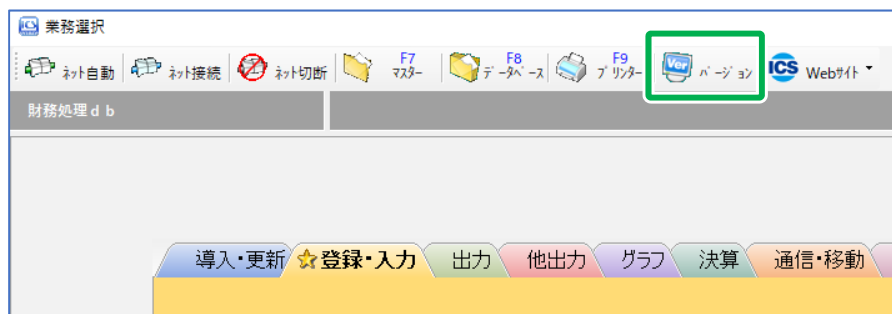 ICS 業務選択
ネット自動 ネット接続 ネット切断 F7 マスター F8 データベース F9 プリンター Ver バージョン ICS Webサイト
財務処理ｄｂ
導入・更新 登録・入力 出力 他出力 グラフ 決算 通信・移動